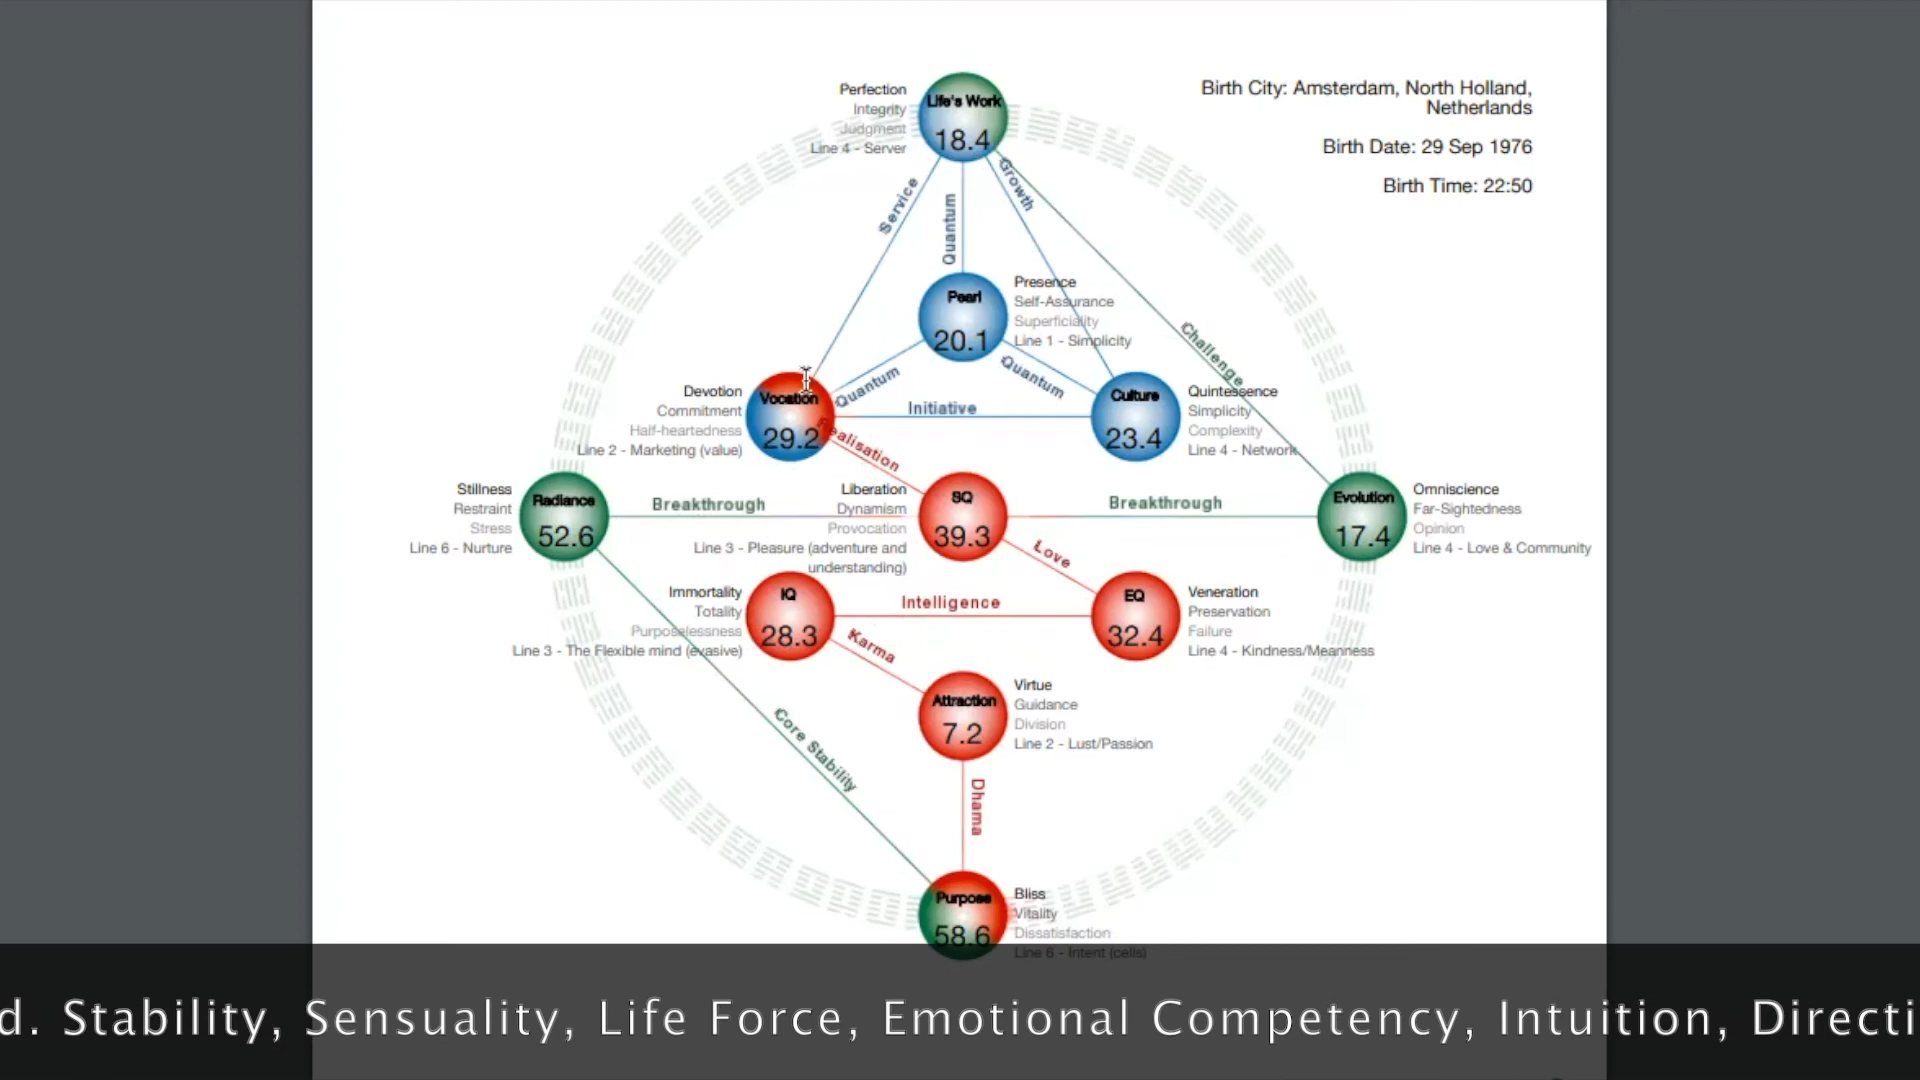 Perfection
Integrity
Judgment
Line 4 - Server
Life's Work
18.4
Birth City: Amsterdam, North Holland,
Netherlands
Birth Date: 29 Sep 1976
Birth Time: 22:50
Service
Quantum
Growth
Challenge
Pearl
20.1
Presence
Self-Assurance
Superficiality
Line 1 - Simplicity
Devotion
Commitment
Half-heartedness
Line 2 - Marketing (value)
Vocation
29.2
Quantum
Quantum
Initiative
Culture
23.4
Quintessence
Simplicity
Complexity
Line 4 - Network
Realisation
Stillness
Restraint
Stress
Line 6 - Nurture
Radiance
52.6
Breakthrough
Liberation
Dynamism
Provocation
Line 3 - Pleasure (adventure and
understanding)
SQ
39.3
Breakthrough
Evolution
17.4
Omniscience
Far-Sightedness
Opinion
Line 4 - Love & Community
Love
Immortality
Totality
Purposelessness
Line 3 - The Flexible mind (evasive)
IQ
28.3
Intelligence
EQ
32.4
Veneration
Preservation
Failure
Line 4 - Kindness/Meanness
Karma
Attraction
7.2
Virtue
Guidance
Division
Line 2 - Lust/Passion
Core Stability
Dhama
Purpose
58.6
Bliss
Vitality
Dissatisfaction
Line 6 - Intent (cells)
d. Stability, Sensuality, Life Force, Emotional Competency, Intuition, Directi